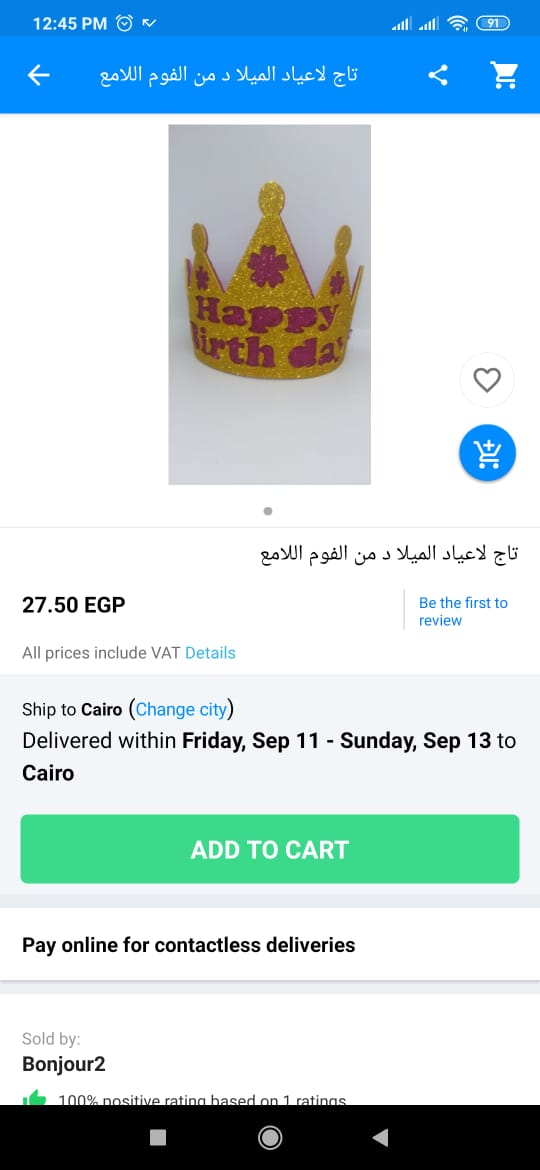 12:45 PM
91
تاج لاعياد الميلا د من الفوم اللامع
Happy
Birth day
تاج لاعياد الميلا د من الفوم اللامع
27.50 EGP
Be the first to
review
All prices include VAT Details
Ship to Cairo (Change city)
Delivered within Friday, Sep 11 - Sunday, Sep 13 to
Cairo
ADD TO CART
Pay online for contactless deliveries
Sold by:
Bonjour2
100% positive rating based on 1 ratings